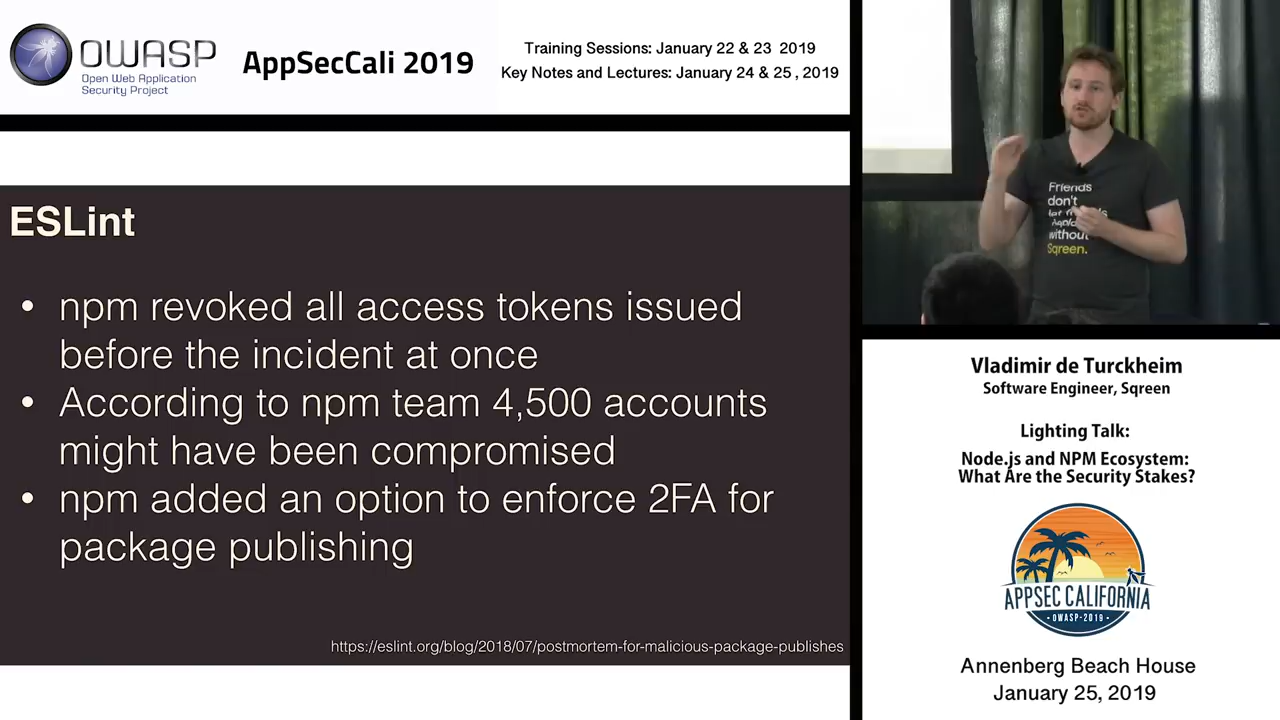 OWASP
Open Web Application
Security Project
AppSecCali 2019
Training Sessions: January 22 & 23 2019
Key Notes and Lectures: January 24 & 25, 2019
ESLint
• npm revoked all access tokens issued
before the incident at once
• According to npm team 4,500 accounts
might have been compromised
• npm added an option to enforce 2FA for
package publishing
https://eslint.org/blog/2018/07/postmortem-for-malicious-package-publishes
Friends
don't
without
Sqreen.
Vladimir de Turckheim
Software Engineer, Sqreen
Lighting Talk:
Node.js and NPM Ecosystem:
What Are the Security Stakes?
APPSEC CALIFORNIA
OWASP-2019
Annenberg Beach House
January 25, 2019